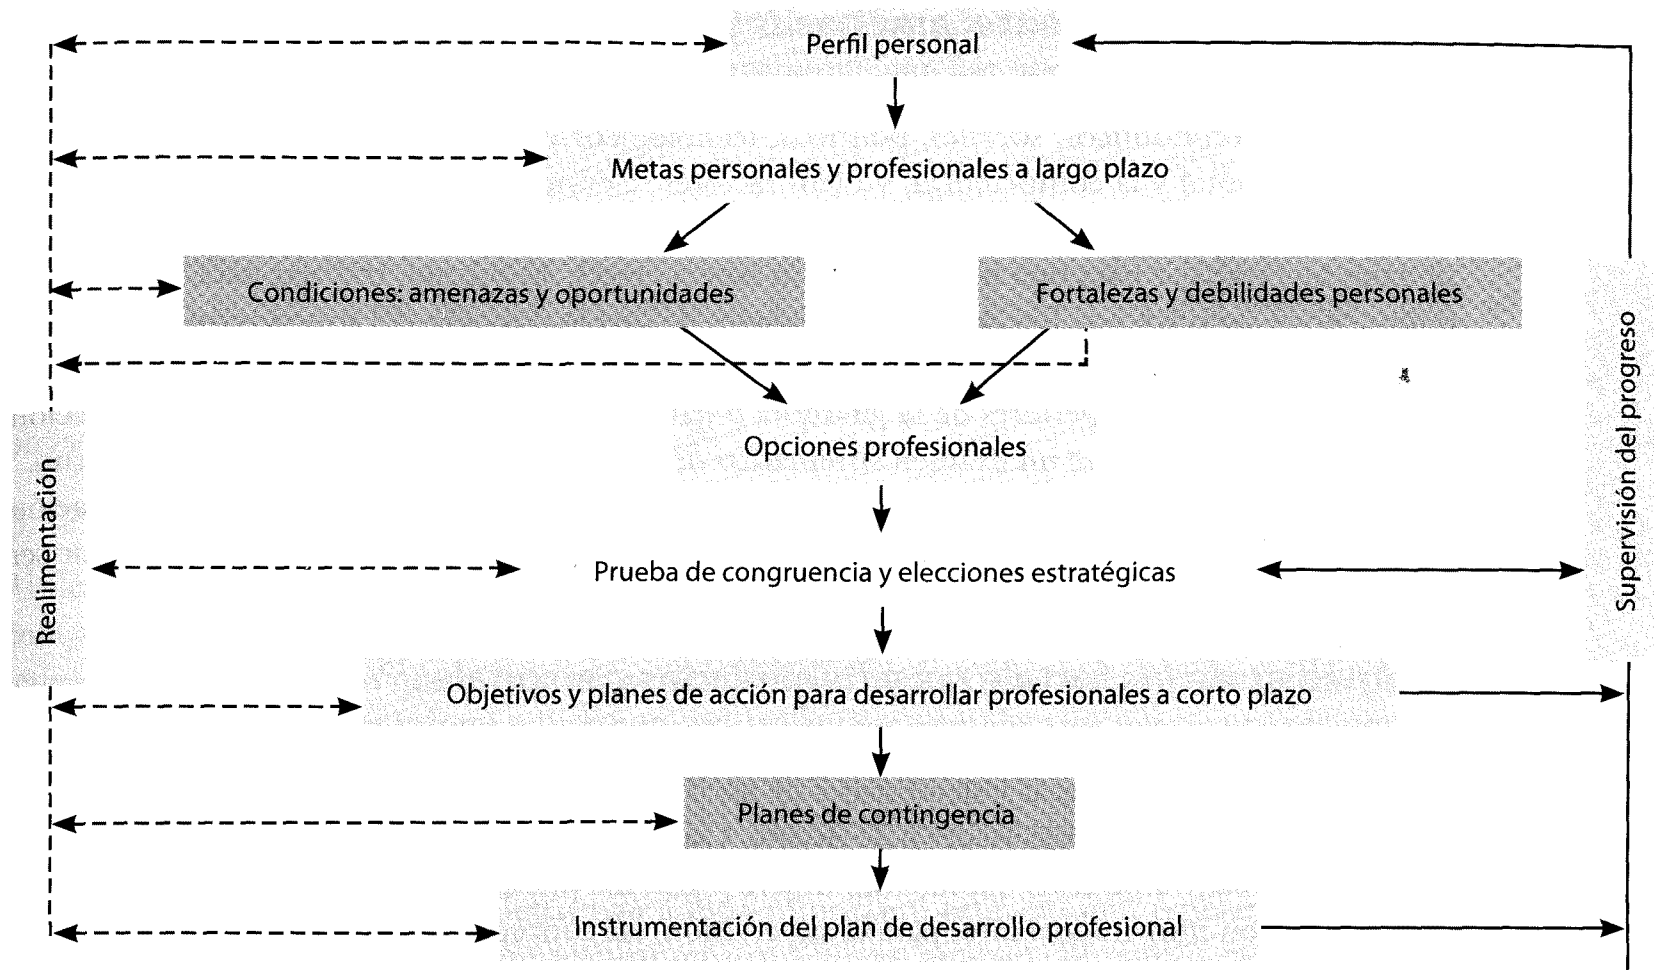 Perfil personal
Metas personales y profesionales a largo plazo
Condiciones: amenazas y oportunidades
Fortalezas y debilidades personales
Opciones profesionales
Realimentación
Prueba de congruencia y elecciones estratégicas
Supervisión del progreso
Objetivos y planes de acción para desarrollar profesionales a corto plazo
Planes de contingencia
Instrumentación del plan de desarrollo profesional